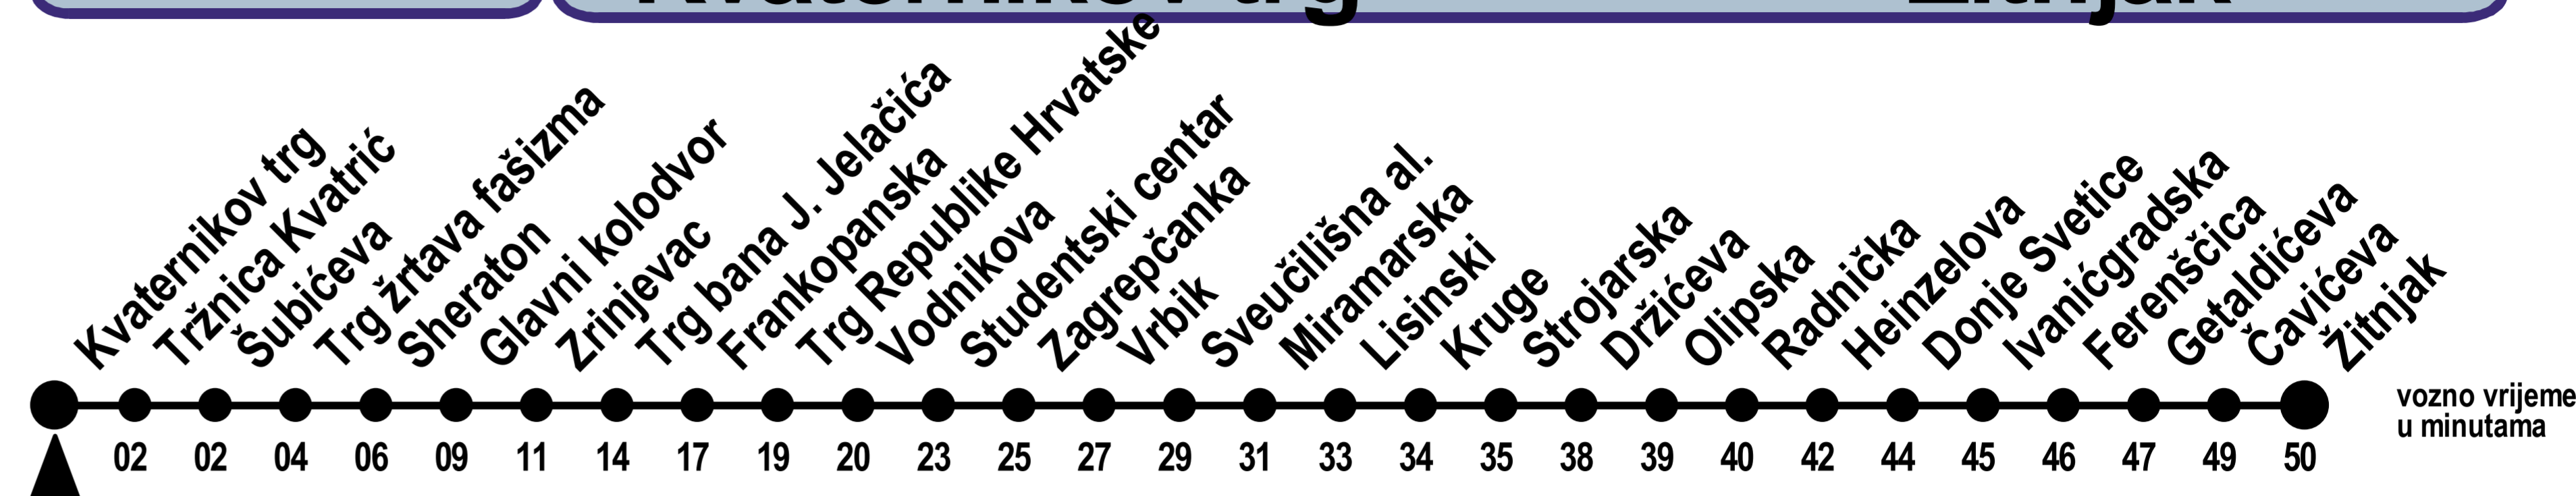 Kvaternikov trg
Žitnjak
Kvaternikov trg
Tržnica Kvatrić
Šubićeva
Trg žrtava fašizma
Sheraton
Glavni kolodvor
Zrinjevac
Trg bana J. Jelačića
Frankopanska
Trg Republike Hrvatske
Vodnikova
Studentski centar
Zagrepčanka
Vrbik
Sveučilišna al.
Miramarska
Lisinski
Kruge
Strojarska
Držićeva
Olipska
Radnička
Heinzelova
Donje Svetice
Ivanićgradska
Ferenščica
Getaldićeva
Čavićeva
Žitnjak
vozno vrijeme
u minutama
02 02 04 06 09 11 14 17 19 20 23 25 27 29 31 33 34 35 38 39 40 42 44 45 46 47 49 50